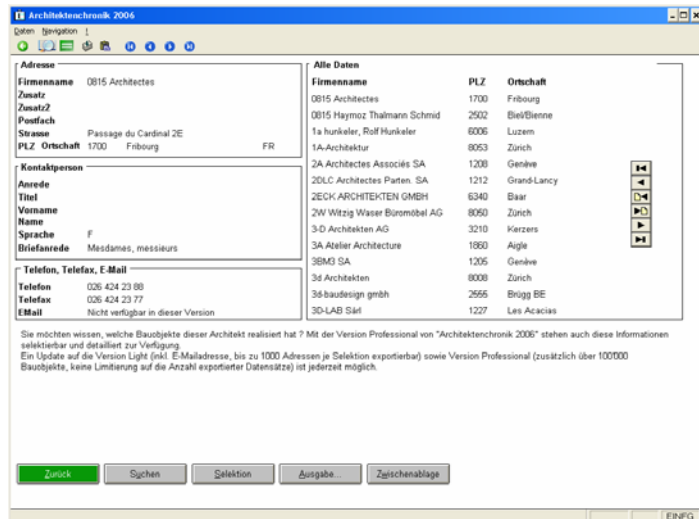 Architektenchronik 2006
Daten Navigation !
Adresse
Firmenname 0815 Architectes
Zusatz
Zusatz2
Postfach
Strasse Passage du Cardinal 2E
PLZ Ortschaft 1700 Fribourg FR
Kontaktperson
Anrede
Titel
Vorname
Name
Sprache F
Briefanrede Mesdames, messieurs
Telefon, Telefax, E-Mail
Telefon 026 424 23 88
Telefax 026 424 23 77
EMail Nicht verfügbar in dieser Version
Alle Daten
Firmenname PLZ Ortschaft
0815 Architectes 1700 Fribourg
0815 Haymoz Thalmann Schmid 2502 Biel/Bienne
1a hunkeler, Rolf Hunkeler 6006 Luzern
1A-Architektur 8053 Zürich
2A Architectes Associés SA 1208 Genève
2DLC Architectes Parten. SA 1212 Grand-Lancy
2ECK ARCHITEKTEN GMBH 6340 Baar
2W Witzig Waser Büromöbel AG 8050 Zürich
3-D Architekten AG 3210 Kerzers
3A Atelier Architecture 1860 Aigle
3BM3 SA 1205 Genève
3d Architekten 8008 Zürich
3d-baudesign gmbh 2555 Brügg BE
3D-LAB Sàrl 1227 Les Acacias
Sie möchten wissen, welche Bauobjekte dieser Architekt realisiert hat ? Mit der Version Professional von "Architektenchronik 2006" stehen auch diese Informationen
selektierbar und detailliert zur Verfügung.
Ein Update auf die Version Light (inkl. E-Mailadresse, bis zu 1000 Adressen je Selektion exportierbar) sowie Version Professional (zusätzlich über 100'000
Bauobjekte, keine Limitierung auf die Anzahl exportierter Datensätze) ist jederzeit möglich.
Zurück Suchen Selektion Ausgabe... Zwischenablage
EINFG